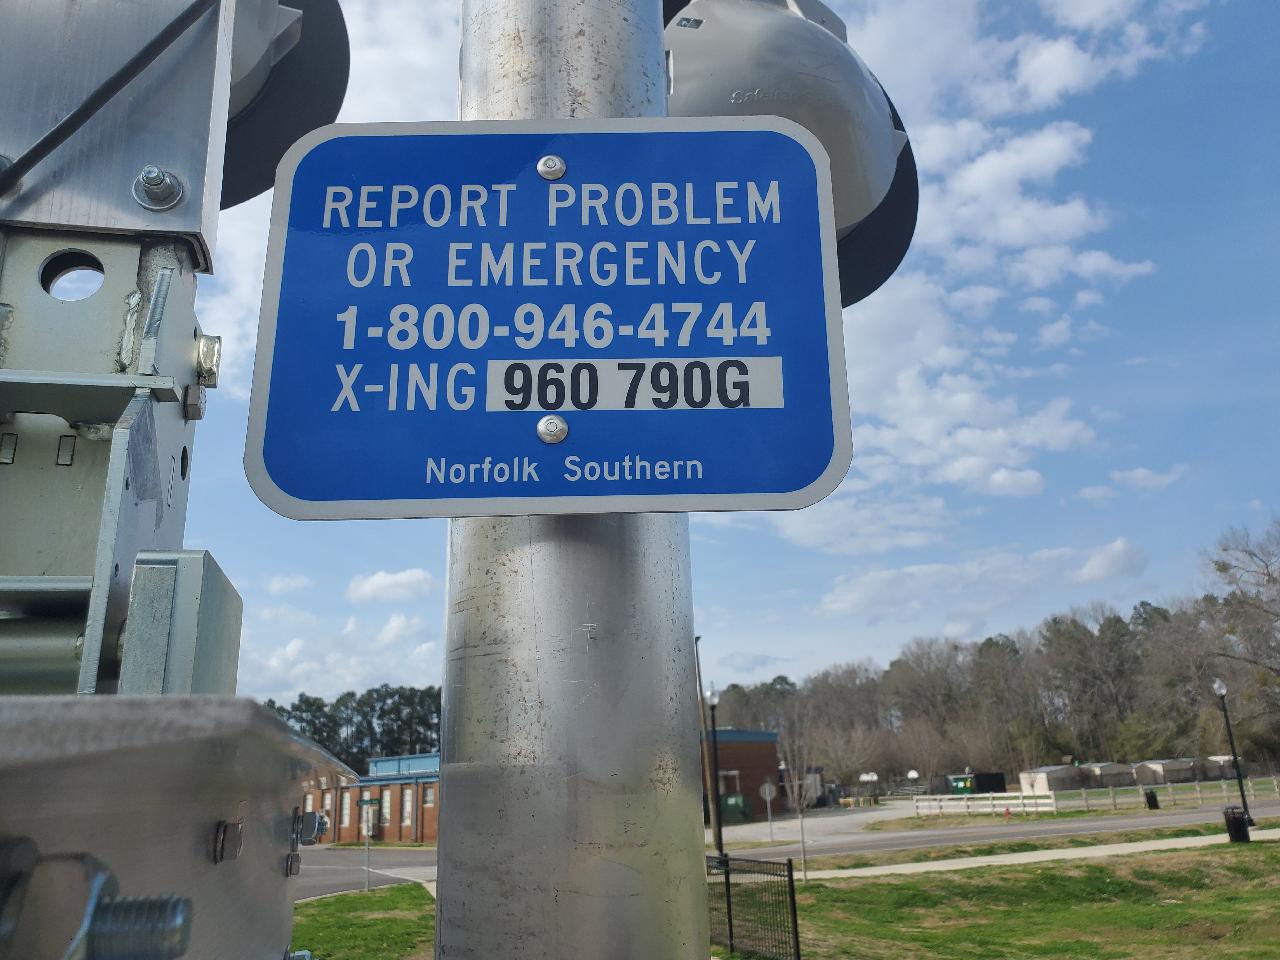 REPORT PROBLEM
OR EMERGENCY
1-800-946-4744
X-ING 960 790G
Norfolk Southern